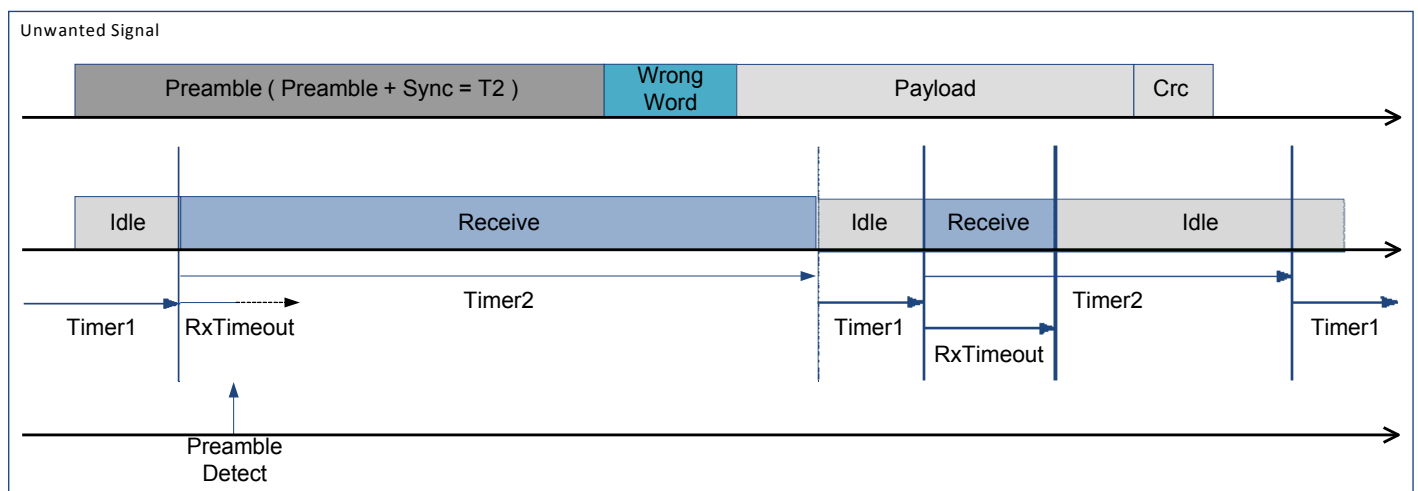 Unwanted Signal
Preamble ( Preamble + Sync = T2 )
Wrong
Word
Payload
Crc
Idle
Receive
Idle
Receive
Idle
Timer1
RxTimeout
Timer2
Timer1
RxTimeout
Timer2
Timer1
Preamble
Detect